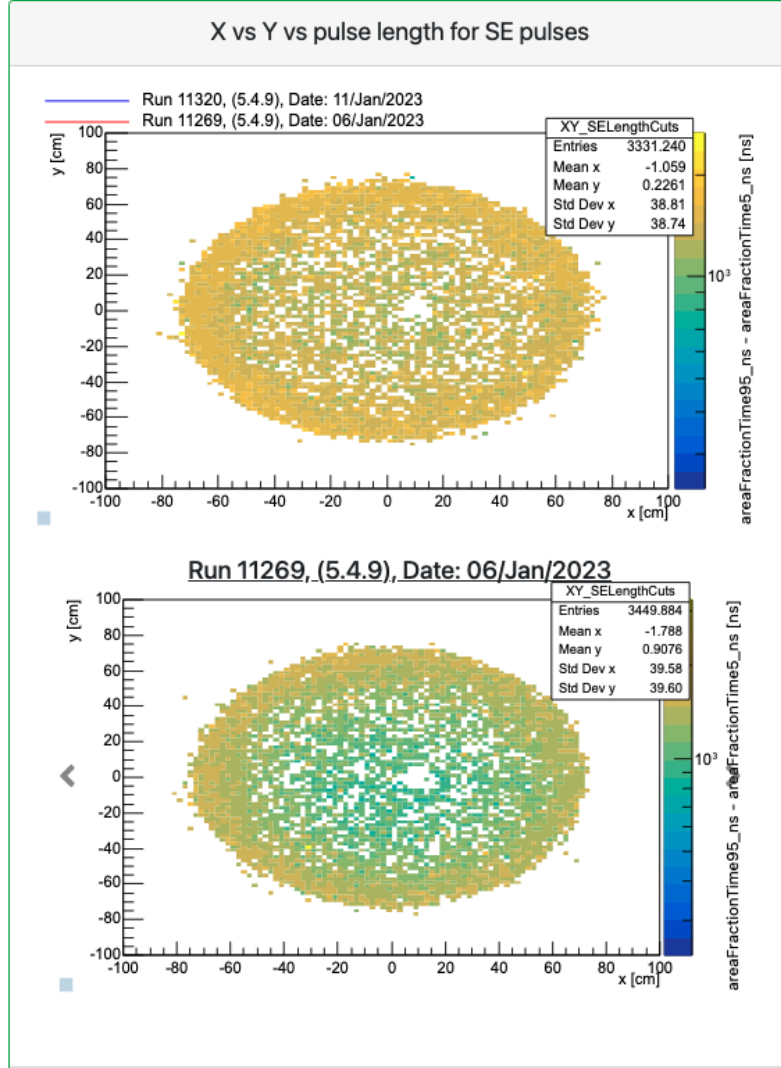 X vs Y vs pulse length for SE pulses
Run 11320, (5.4.9), Date: 11/Jan/2023
Run 11269, (5.4.9), Date: 06/Jan/2023
XY_SELengthCuts
Entries 3331.240
Mean x -1.059
Mean y 0.2261
Std Dev x 38.81
Std Dev y 38.74
y [cm]
100
80
60
40
20
0
-20
-40
-60
-80
-100
-100 -80 -60 -40 -20 0 20 40 60 80 100
x [cm]
10³
areaFractionTime95_ns - areaFractionTime5_ns [ns]
Run 11269, (5.4.9), Date: 06/Jan/2023
XY_SELengthCuts
Entries 3449.884
Mean x -1.788
Mean y 0.9076
Std Dev x 39.58
Std Dev y 39.60
y [cm]
100
80
60
40
20
0
-20
-40
-60
-80
-100
-100 -80 -60 -40 -20 0 20 40 60 80 100
x [cm]
10³
areaFractionTime95_ns - areaFractionTime5_ns [ns]